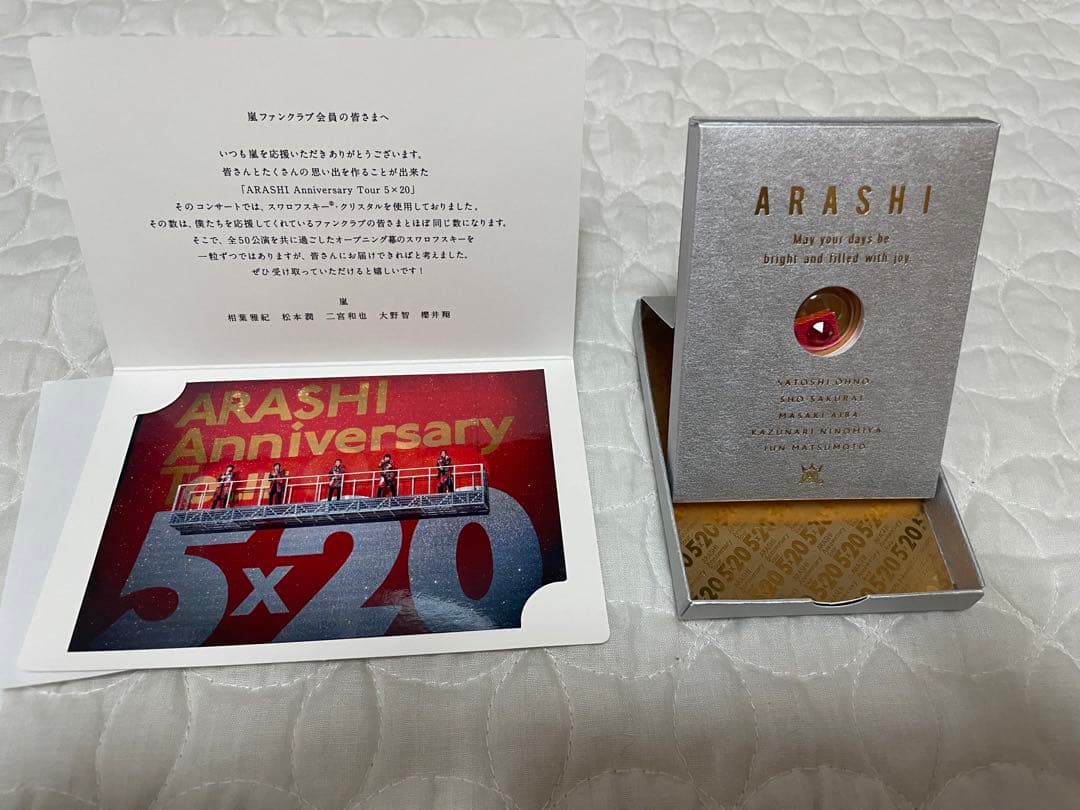 嵐ファンクラブ会員の皆さまへ
いつも嵐を応援いただきありがとうございます。
皆さんとたくさんの思い出を作ることが出来た
「ARASHI Anniversary Tour 5×20」
そのコンサートでは、スワロフスキー®・クリスタルを使用しておりました。
その数は、僕たちを応援してくれているファンクラブの皆さまとほぼ同じ数になります。
そこで、全50公演を共に過ごしたオープニング幕のスワロフスキーを
一粒ずつではありますが、皆さんにお届けできればと考えました。
ぜひ受け取っていただけると嬉しいです！
嵐
相葉雅紀 松本潤 二宮和也 大野智 櫻井翔
ARASHI
Anniversary
Tour
5x20
ARASHI
May your days be
bright and filled with joy.
SATOSHI OHNO
SHO SAKURAI
MASAKI AIBA
KAZUNARI NINOMIYA
JUN MATSUMOTO
5×20 5×20 5×20 5×20